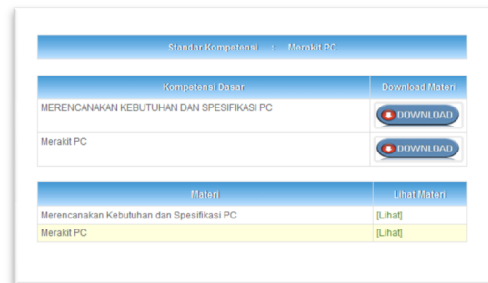 Standar Kompetensi : Merakit PC
Kompetensi Dasar Download Materi
MERENCANAKAN KEBUTUHAN DAN SPESIFIKASI PC DOWNLOAD
Merakit PC DOWNLOAD
Materi Lihat Materi
Merencanakan Kebutuhan dan Spesifikasi PC [Lihat]
Merakit PC [Lihat]